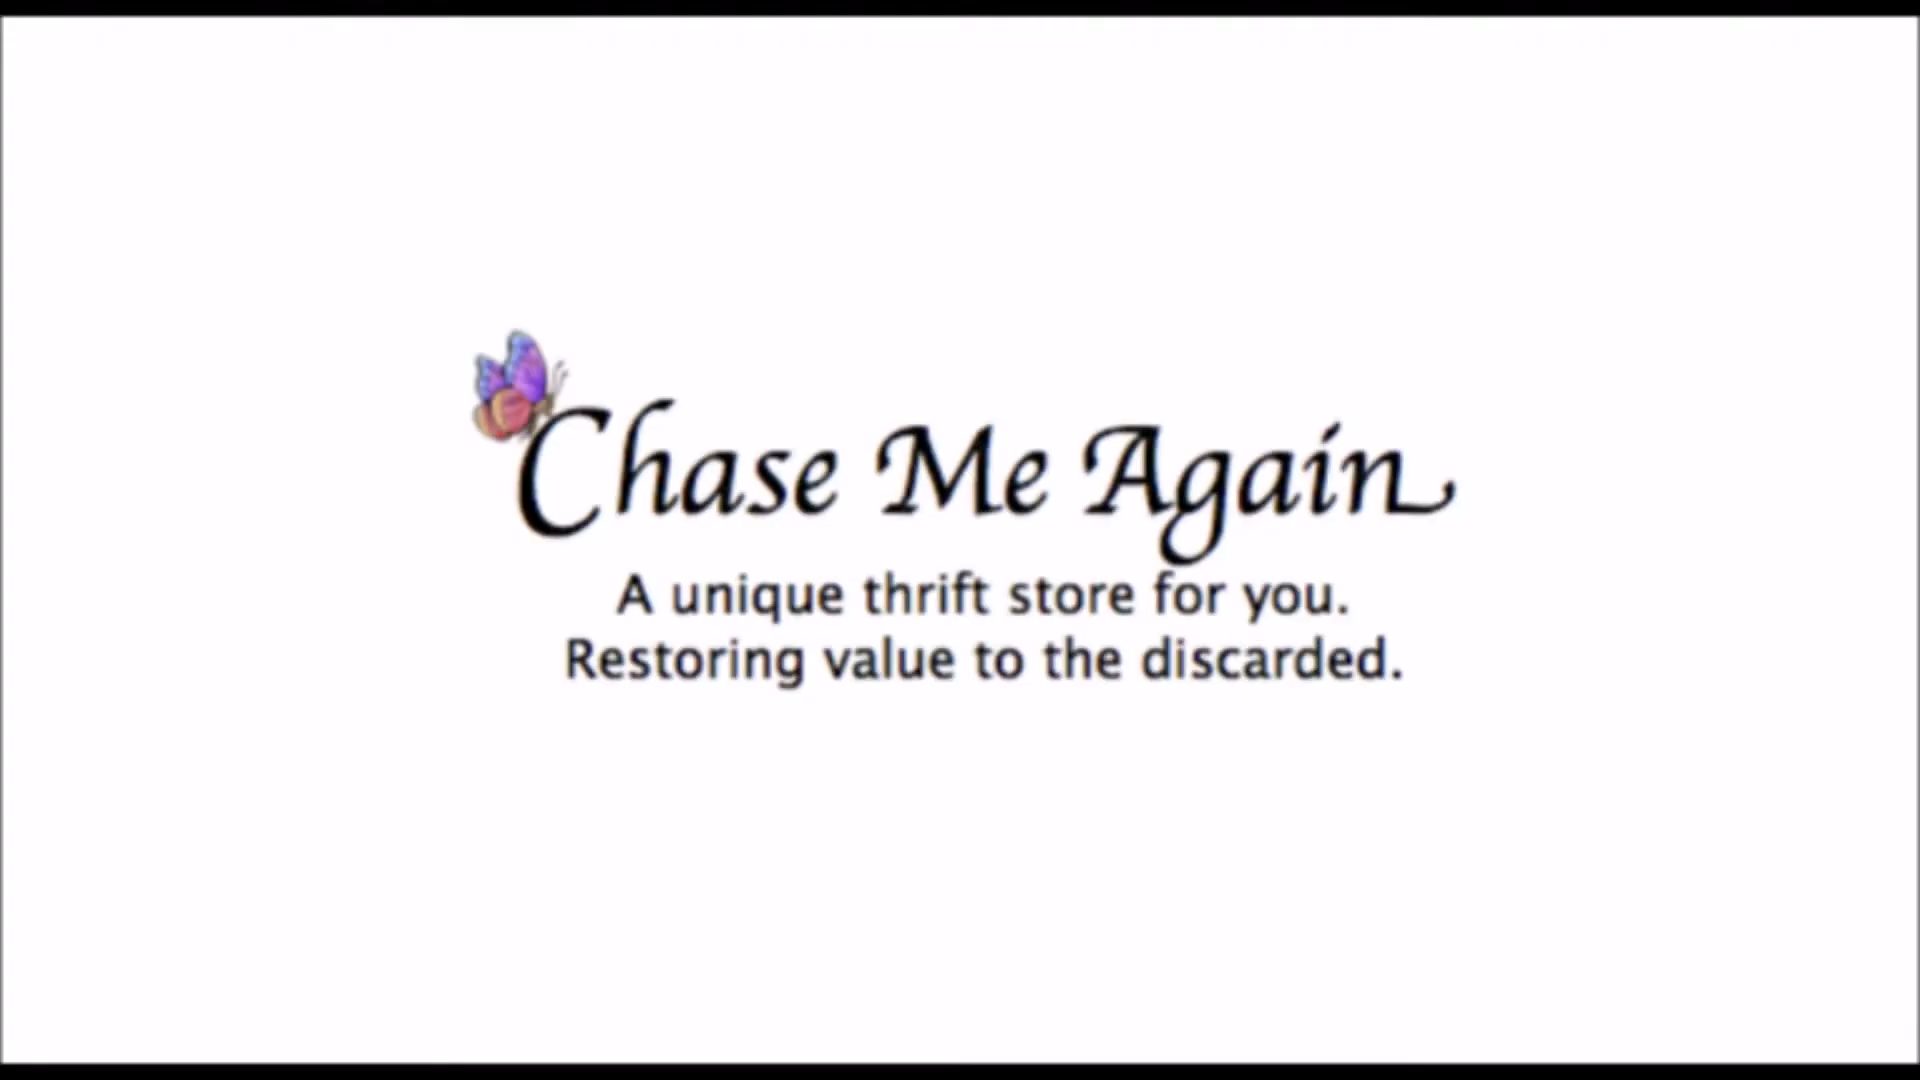 Chase Me Again
A unique thrift store for you.
Restoring value to the discarded.